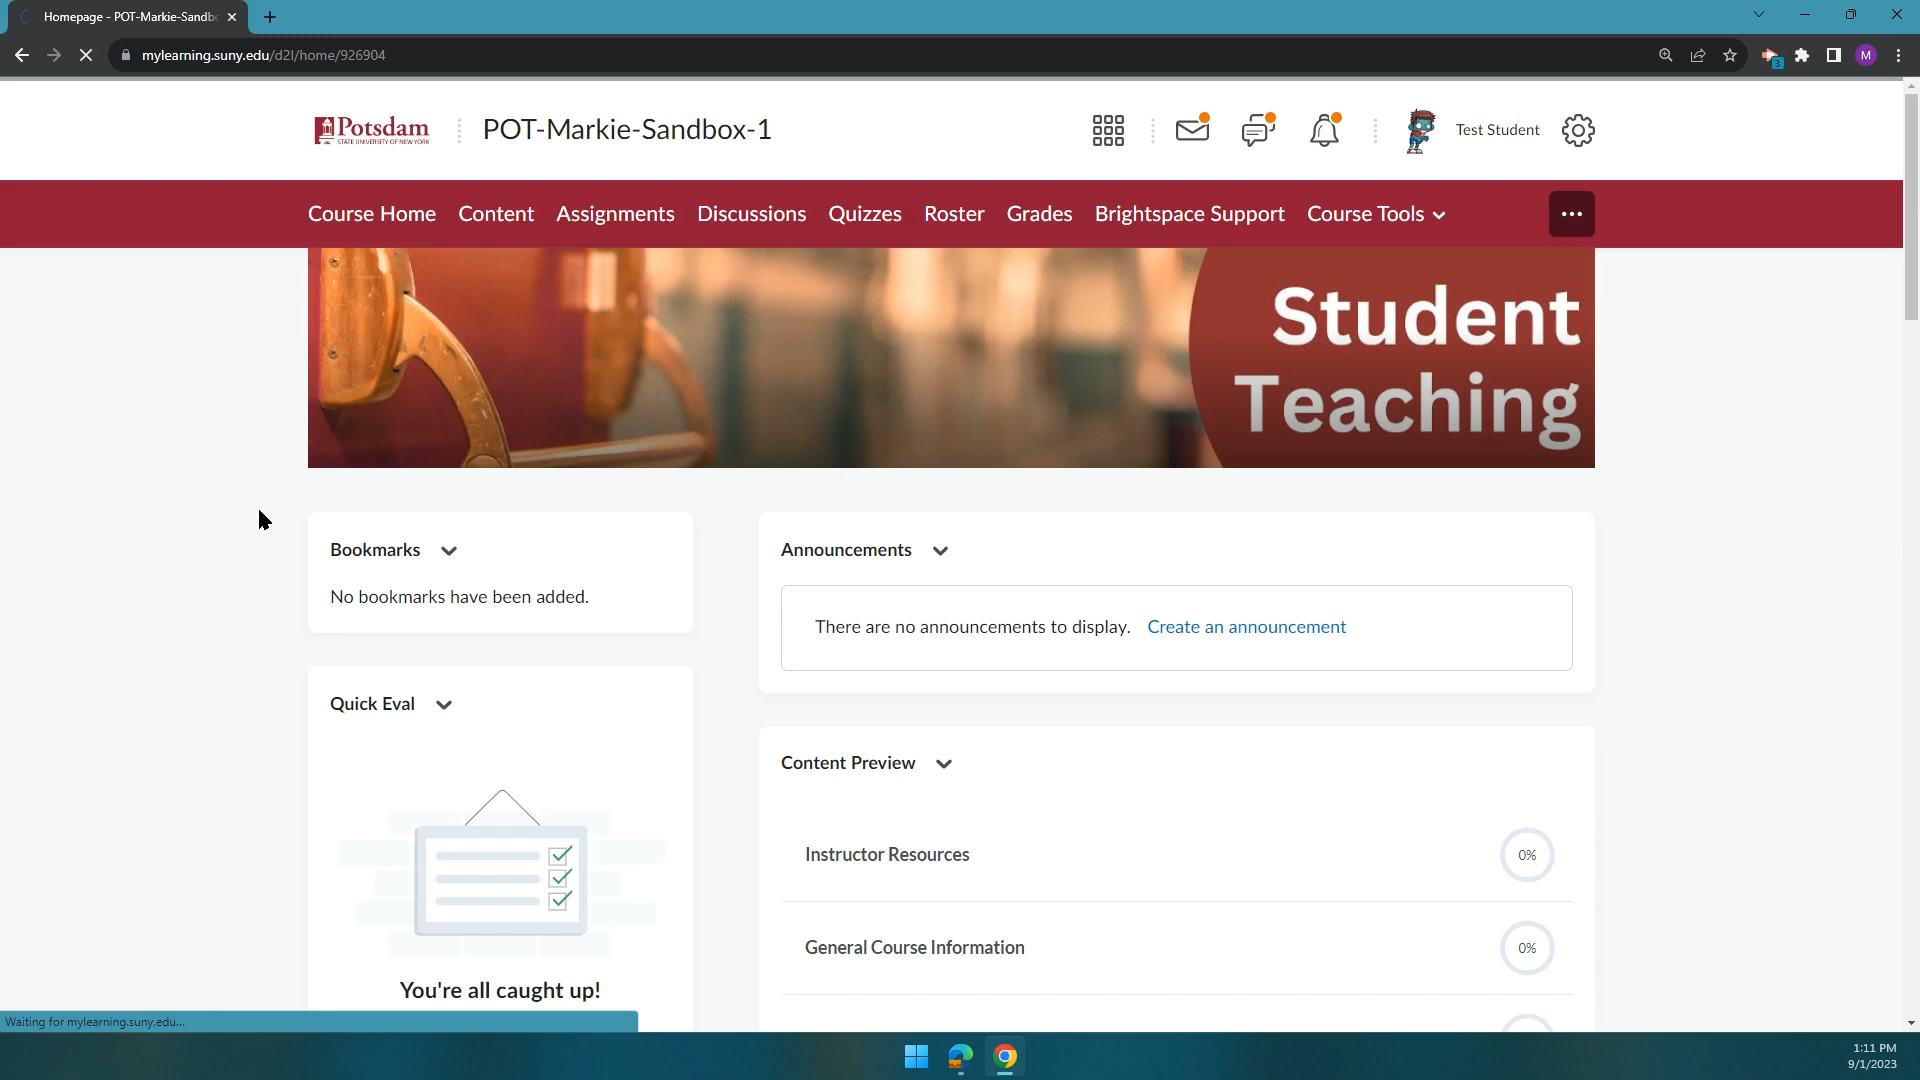 Homepage - POT-Markie-Sandb
mylearning.suny.edu/d2l/home/926904
3
M
Potsdam
STATE UNIVERSITY OF NEW YORK
POT-Markie-Sandbox-1
Test Student
Course Home
Content
Assignments
Discussions
Quizzes
Roster
Grades
Brightspace Support
Course Tools
Student
Teaching
Bookmarks
No bookmarks have been added.
Quick Eval
You're all caught up!
Announcements
There are no announcements to display. Create an announcement
Content Preview
Instructor Resources
0%
General Course Information
0%
Waiting for mylearning.suny.edu...
1:11 PM
9/1/2023